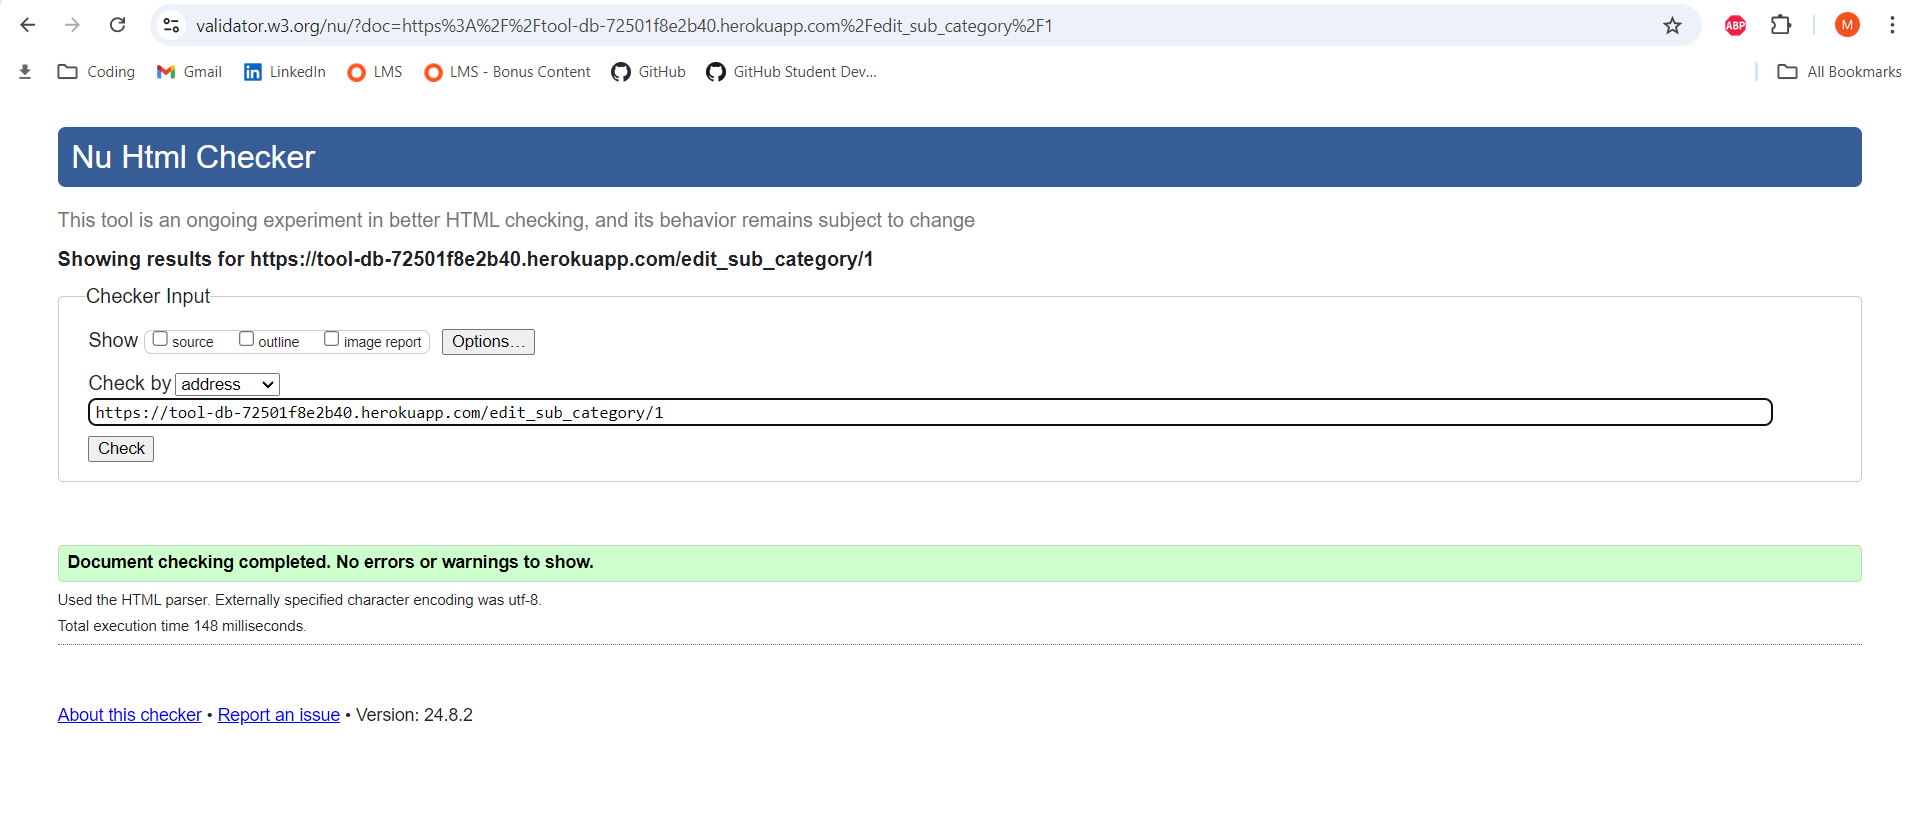 validator.w3.org/nu/?doc=https%3A%2F%2Ftool-db-72501f8e2b40.herokuapp.com%2Fedit_sub_category%2F1
ABP
M
Coding
Gmail
LinkedIn
LMS
LMS - Bonus Content
GitHub
GitHub Student Dev...
All Bookmarks
Nu Html Checker
This tool is an ongoing experiment in better HTML checking, and its behavior remains subject to change
Showing results for https://tool-db-72501f8e2b40.herokuapp.com/edit_sub_category/1
Checker Input
Show source outline image report Options...
Check by address
https://tool-db-72501f8e2b40.herokuapp.com/edit_sub_category/1
Check
Document checking completed. No errors or warnings to show.
Used the HTML parser. Externally specified character encoding was utf-8.
Total execution time 148 milliseconds.
About this checker • Report an issue • Version: 24.8.2